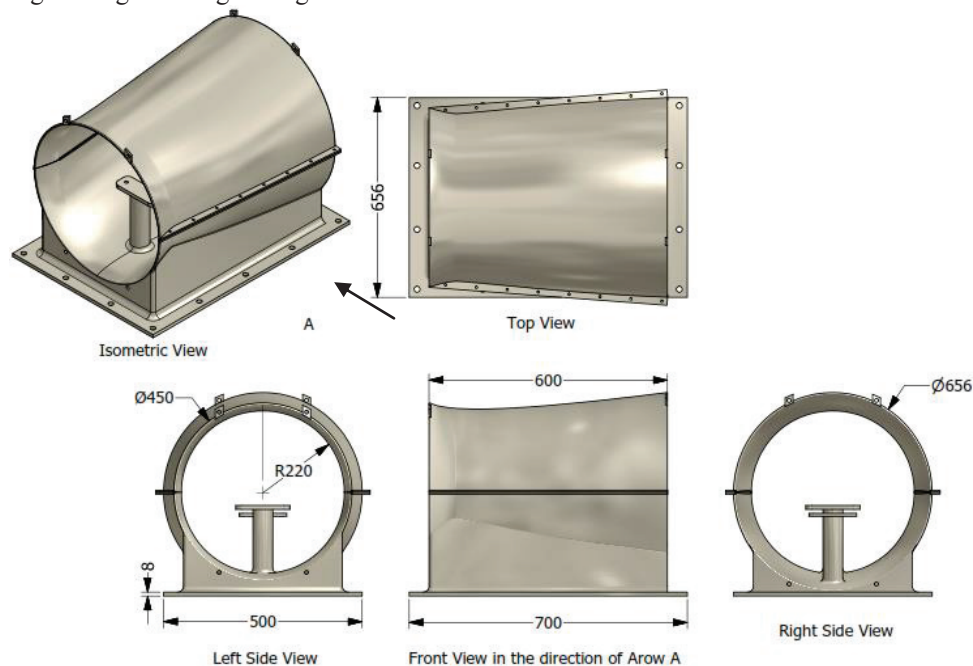 Isometric View
A
656
Top View
Ø450
R220
8
500
Left Side View
600
700
Front View in the direction of Arow A
Ø656
Right Side View